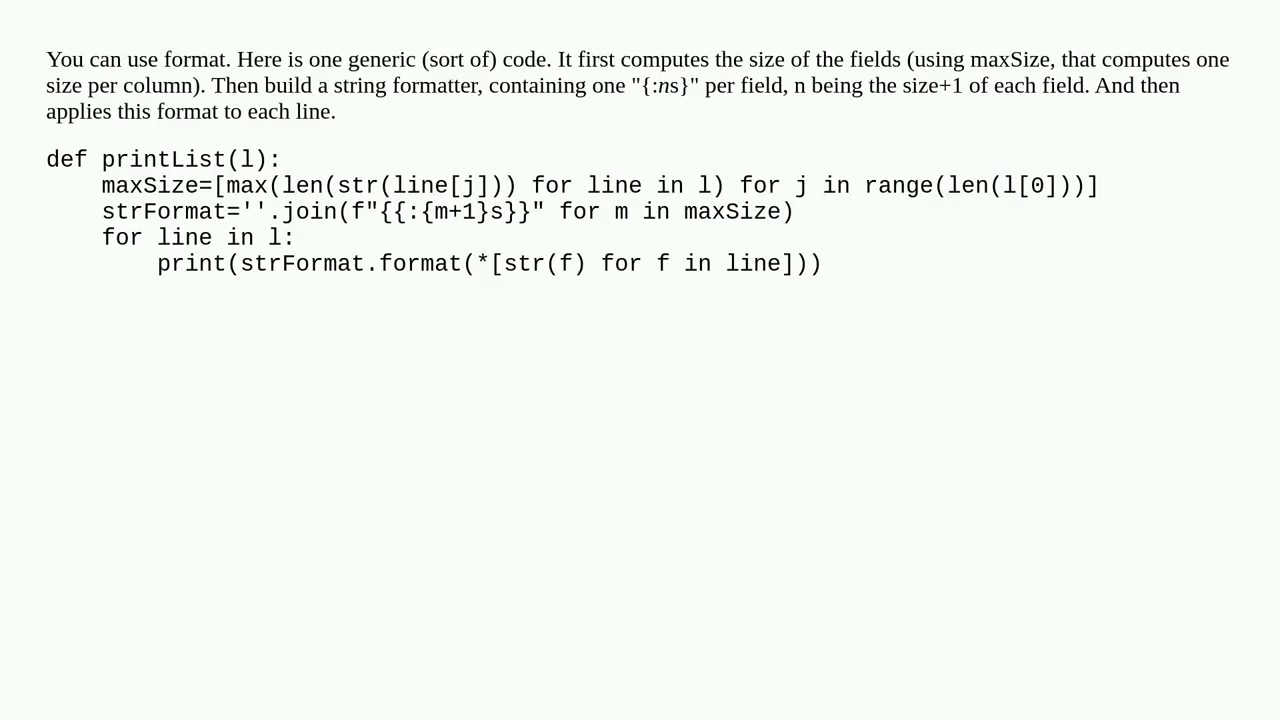 You can use format. Here is one generic (sort of) code. It first computes the size of the fields (using maxSize, that computes one
size per column). Then build a string formatter, containing one "{:ns}" per field, n being the size+1 of each field. And then
applies this format to each line.
def printList(l):
    maxSize=[max(len(str(line[j])) for line in l) for j in range(len(l[0]))]
    strFormat=''.join(f"{{:{m+1}s}}" for m in maxSize)
    for line in l:
        print(strFormat.format(*[str(f) for f in line]))